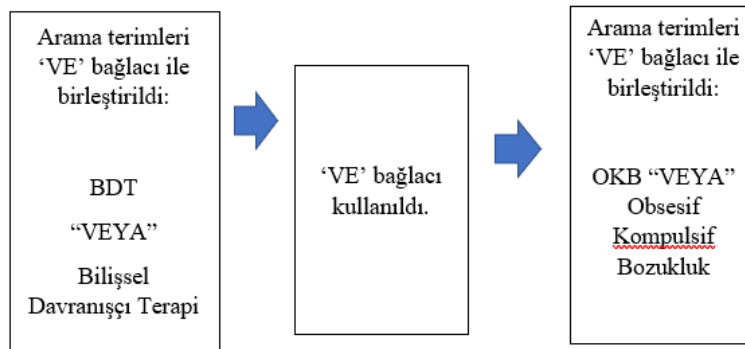 Arama terimleri
‘VE’ bağlacı ile
birleştirildi:
BDT
“VEYA”
Bilişsel
Davranışçı Terapi
‘VE’ bağlacı
kullanıldı.
Arama terimleri
‘VE’ bağlacı ile
birleştirildi:
OKB “VEYA”
Obsesif
Kompulsif
Bozukluk